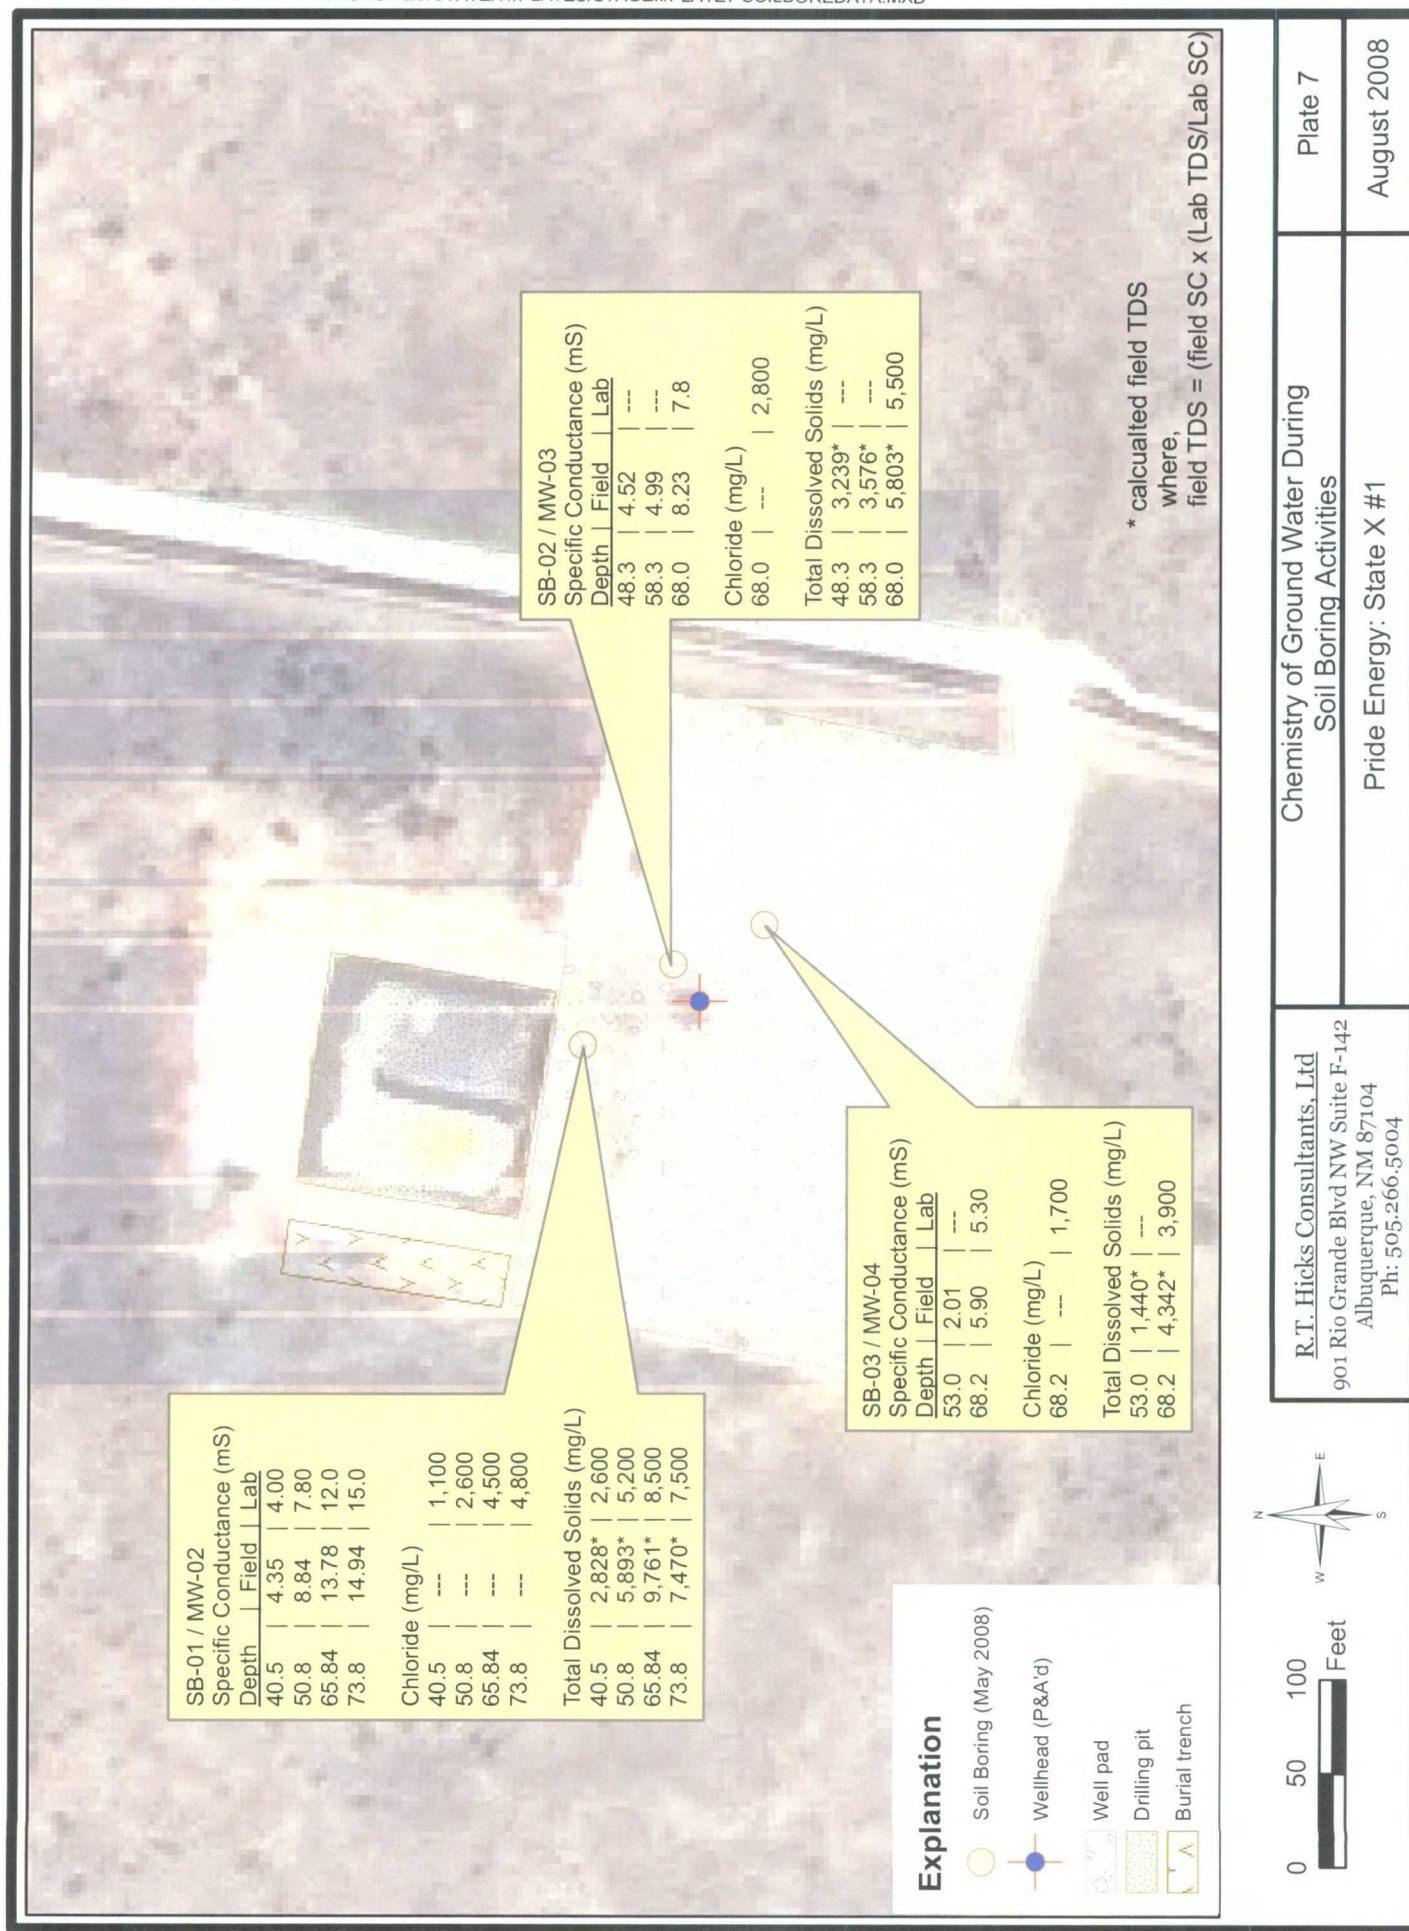 SB-01 / MW-02
Specific Conductance (mS)
Depth | Field | Lab
40.5 | 4.35 | 4.00
50.8 | 8.84 | 7.80
65.84 | 13.78 | 12.0
73.8 | 14.94 | 15.0
Chloride (mg/L)
40.5 | --- | 1,100
50.8 | --- | 2,600
65.84 | --- | 4,500
73.8 | --- | 4,800
Total Dissolved Solids (mg/L)
40.5 | 2,828* | 2,600
50.8 | 5,893* | 5,200
65.84 | 9,761* | 8,500
73.8 | 7,470* | 7,500
SB-02 / MW-03
Specific Conductance (mS)
Depth | Field | Lab
48.3 | 4.52 | ---
58.3 | 4.99 | ---
68.0 | 8.23 | 7.8
Chloride (mg/L)
68.0 | --- | 2,800
Total Dissolved Solids (mg/L)
48.3 | 3,239* | ---
58.3 | 3,576* | ---
68.0 | 5,803* | 5,500
SB-03 / MW-04
Specific Conductance (mS)
Depth | Field | Lab
53.0 | 2.01 | ---
68.2 | 5.90 | 5.30
Chloride (mg/L)
68.2 | --- | 1,700
Total Dissolved Solids (mg/L)
53.0 | 1,440* | ---
68.2 | 4,342* | 3,900
* calcualted field TDS
where,
field TDS = (field SC x (Lab TDS/Lab SC)
Explanation
Soil Boring (May 2008)
Wellhead (P&A'd)
Well pad
Drilling pit
Burial trench
0 50 100
Feet
N
W E
S
R.T. Hicks Consultants, Ltd
901 Rio Grande Blvd NW Suite F-142
Albuquerque, NM 87104
Ph: 505.266.5004
Chemistry of Ground Water During
Soil Boring Activities
Pride Energy: State X #1
Plate 7
August 2008